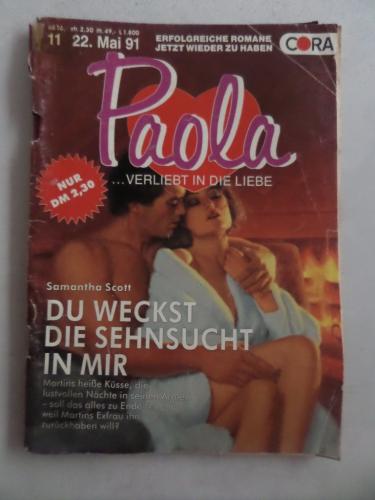 11 22. Mai 91
ERFOLGREICHE ROMANE
JETZT WIEDER ZU HABEN
CORA
Paola
...VERLIEBT IN DIE LIEBE
NUR
DM 2,30
Samantha Scott
DU WECKST
DIE SEHNSUCHT
IN MIR
Martins heiße Küsse, die
lustvollen Nächte in seinen Armen
– soll das alles zu Ende
weil Martins Exfrau ihn
zurückhaben will?